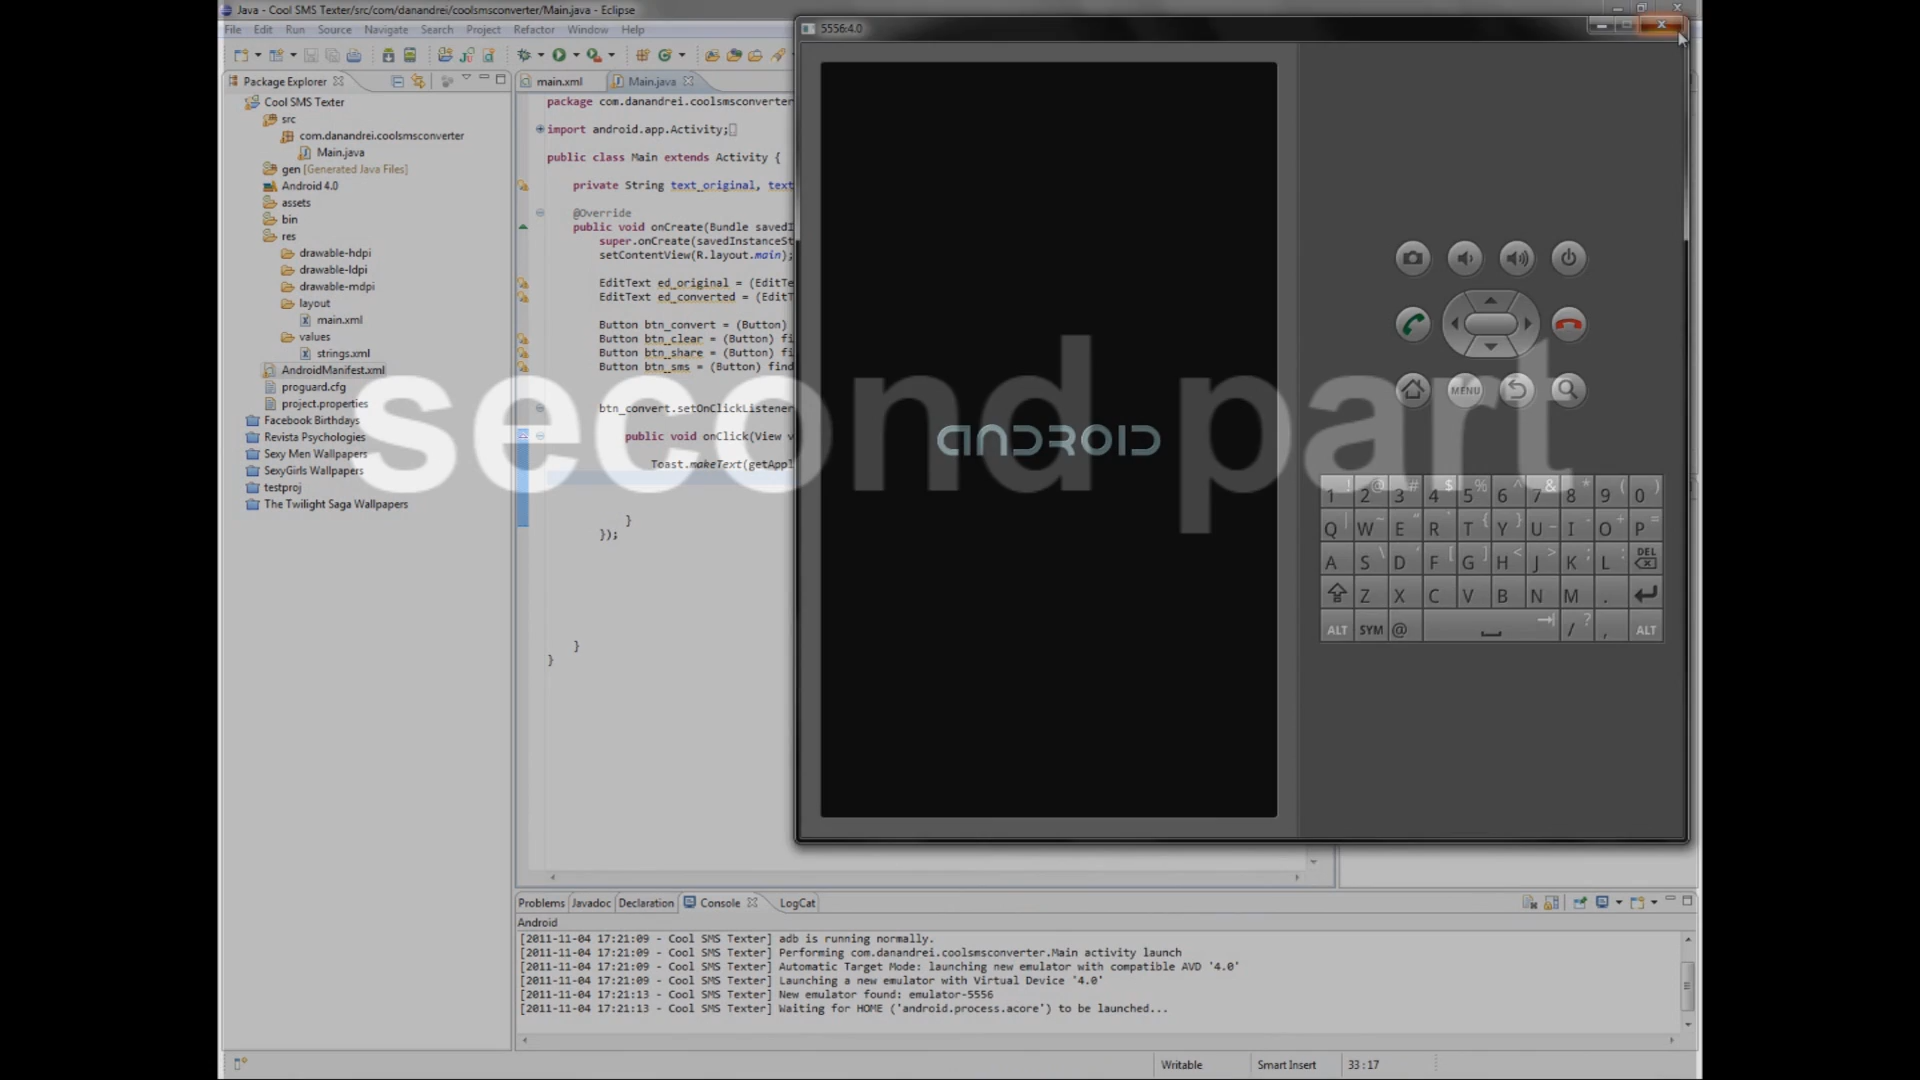 Java - Cool SMS Texter/src/com/danandrei/coolsmsconverter/Main.java - Eclipse
File Edit Run Source Navigate Search Project Refactor Window Help
Package Explorer
Cool SMS Texter
src
com.danandrei.coolsmsconverter
Main.java
gen [Generated Java Files]
Android 4.0
assets
bin
res
drawable-hdpi
drawable-ldpi
drawable-mdpi
layout
main.xml
values
strings.xml
AndroidManifest.xml
proguard.cfg
project.properties
Facebook Birthdays
Revista Psychologies
Sexy Men Wallpapers
SexyGirls Wallpapers
testproj
The Twilight Saga Wallpapers
main.xml Main.java
package com.danandrei.coolsmsconverter
import android.app.Activity;
public class Main extends Activity {
private String text_original, text
@Override
public void onCreate(Bundle savedI
super.onCreate(savedInstanceSt
setContentView(R.layout.main);
EditText ed_original = (EditTe
EditText ed_converted = (EditT
Button btn_convert = (Button)
Button btn_clear = (Button) fi
Button btn_share = (Button) fi
Button btn_sms = (Button) find
btn_convert.setOnClickListener
public void onClick(View v
Toast.makeText(getAppl
}
});
}
}
second part
5556:4.0
ANDROID
MENU
1 ! 2 @ 3 # 4 $ 5 % 6 ^ 7 & 8 * 9 ( 0 )
Q | W ~ E " R ` T { Y } U _ I - O + P =
A S \ D ' F [ G ] H < J > K ; L : DEL
Z X C V B N M .
ALT SYM @ / ? , ALT
Problems Javadoc Declaration Console LogCat
Android
[2011-11-04 17:21:09 - Cool SMS Texter] adb is running normally.
[2011-11-04 17:21:09 - Cool SMS Texter] Performing com.danandrei.coolsmsconverter.Main activity launch
[2011-11-04 17:21:09 - Cool SMS Texter] Automatic Target Mode: launching new emulator with compatible AVD '4.0'
[2011-11-04 17:21:09 - Cool SMS Texter] Launching a new emulator with Virtual Device '4.0'
[2011-11-04 17:21:13 - Cool SMS Texter] New emulator found: emulator-5556
[2011-11-04 17:21:13 - Cool SMS Texter] Waiting for HOME ('android.process.acore') to be launched...
Writable Smart Insert 33 : 17